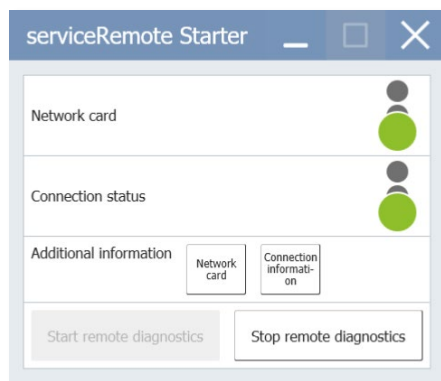 serviceRemote Starter
Network card
Connection status
Additional information
Network
card
Connection
informati-
on
Start remote diagnostics
Stop remote diagnostics